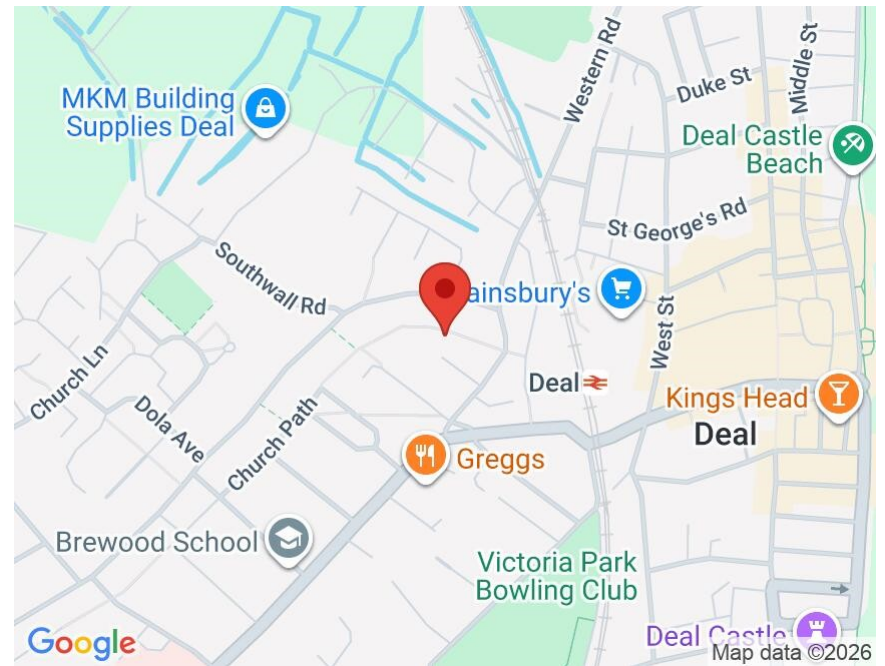 MKM Building
Supplies Deal
Western Rd
Duke St
Middle St
Deal Castle
Beach
St George's Rd
Southwall Rd
ainsbury's
West St
Church Ln
Deal
Kings Head
Deal
Dola Ave
Church Path
Greggs
Brewood School
Victoria Park
Bowling Club
Deal Castle
Google
Map data ©2026